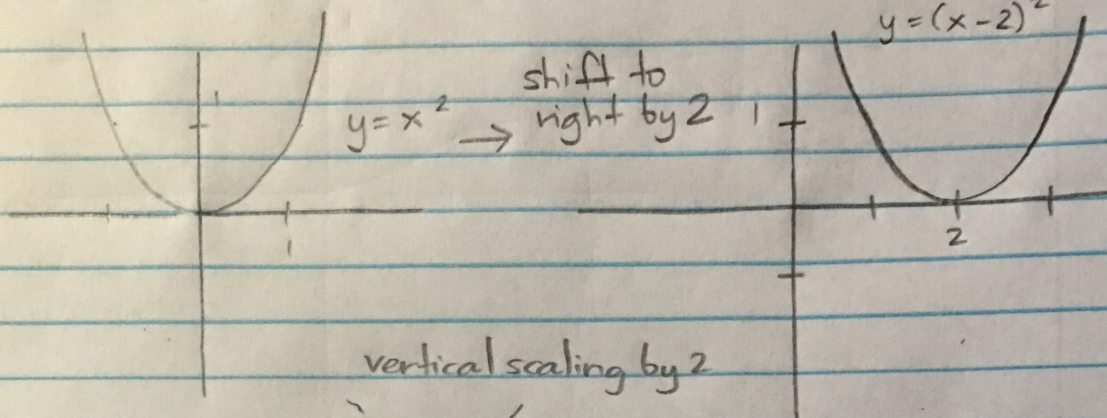 y=(x-2)²
shift to
1
y=x² → right by 2
1
1
2
vertical scaling by 2